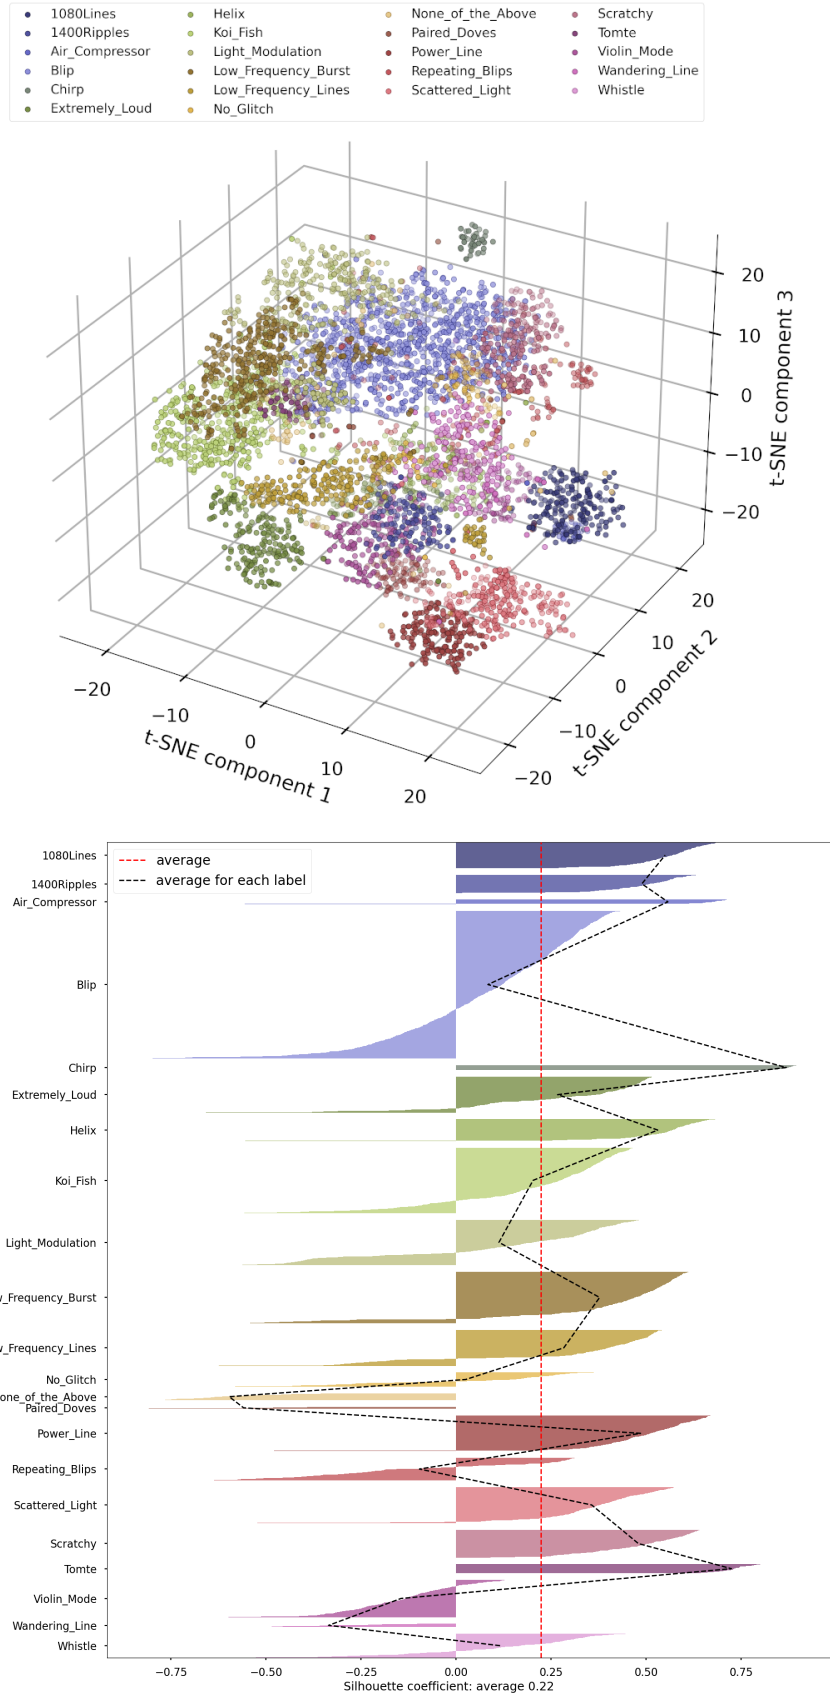 1080Lines
1400Ripples
Air_Compressor
Blip
Chirp
Extremely_Loud
Helix
Koi_Fish
Light_Modulation
Low_Frequency_Burst
Low_Frequency_Lines
No_Glitch
None_of_the_Above
Paired_Doves
Power_Line
Repeating_Blips
Scattered_Light
Scratchy
Tomte
Violin_Mode
Wandering_Line
Whistle
20
10
0
−10
−20
t-SNE component 3
20
10
0
−10
−20
t-SNE component 2
−20
−10
0
10
20
t-SNE component 1
average
average for each label
1080Lines
1400Ripples
Air_Compressor
Blip
Chirp
Extremely_Loud
Helix
Koi_Fish
Light_Modulation
w_Frequency_Burst
w_Frequency_Lines
No_Glitch
one_of_the_Above
Paired_Doves
Power_Line
Repeating_Blips
Scattered_Light
Scratchy
Tomte
Violin_Mode
Wandering_Line
Whistle
−0.75 −0.50 −0.25 0.00 0.25 0.50 0.75
Silhouette coefficient: average 0.22